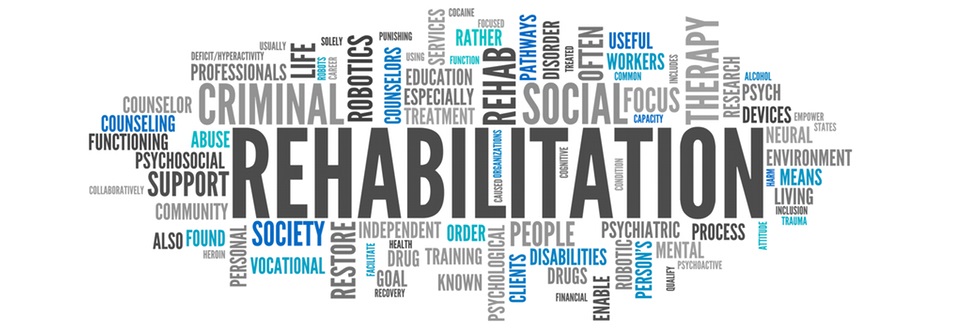 COCAINE
FOCUSED
SERVICES
RATHER
PATHWAYS
DISORDER
TREATED
OFTEN
USEFUL
WORKERS
COMMON
INCLUDES
THERAPY
RESEARCH
ALCOHOL
PSYCH
DEVICES
EMPOWER
STATES
USUALLY
SOLELY
PUNISHING
DEFICIT/HYPERACTIVITY
LIFE
ROBOTS
CAREER
ROBOTICS
COUNSELORS
USING
FUNCTION
PROFESSIONALS
EDUCATION
REHAB
ESPECIALLY
TREATMENT
CRIMINAL
SOCIAL
FOCUS
CAPACITY
COUNSELOR
COUNSELING
FUNCTIONING
ABUSE
PSYCHOSOCIAL
COLLABORATIVELY
SUPPORT
COMMUNITY
REHABILITATION
CAUSED
ORGANIZATIONS
COGNITIVE
CONDITION
NEURAL
ENVIRONMENT
HARM
MEANS
LIVING
INCLUSION
TRAUMA
ATTITUDE
ALSO
FOUND
HEROIN
PERSONAL
SOCIETY
VOCATIONAL
RESTORE
INDEPENDENT
FACILITATE
HEALTH
DRUG
GOAL
RECOVERY
ORDER
TRAINING
KNOWN
PSYCHOLOGICAL
PEOPLE
CLIENTS
DISABILITIES
DRUGS
FINANCIAL
ENABLE
PSYCHIATRIC
PROCESS
ROBOTIC
PERSON'S
MENTAL
PSYCHOACTIVE
QUALIFY